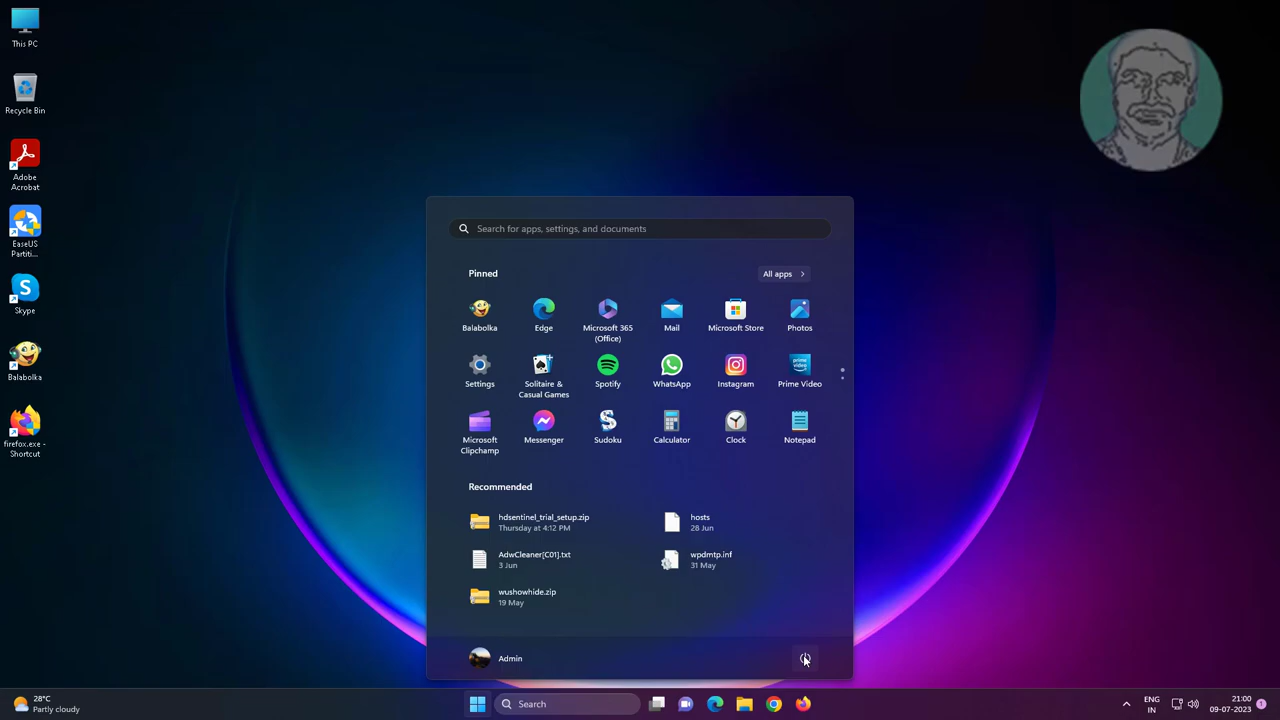 This PC
Recycle Bin
Adobe
Acrobat
EaseUS
Partiti...
Skype
Balabolka
firefox.exe -
Shortcut
Search for apps, settings, and documents
Pinned
All apps
Balabolka
Edge
Microsoft 365
(Office)
Mail
Microsoft Store
Photos
Settings
Solitaire &
Casual Games
Spotify
WhatsApp
Instagram
prime
video
Prime Video
Microsoft
Clipchamp
Messenger
Sudoku
Calculator
Clock
Notepad
Recommended
hdsentinel_trial_setup.zip
Thursday at 4:12 PM
hosts
28 Jun
AdwCleaner[C01].txt
3 Jun
wpdmtp.inf
31 May
wushowhide.zip
19 May
Admin
28°C
Partly cloudy
Search
ENG
IN
21:00
09-07-2023
1